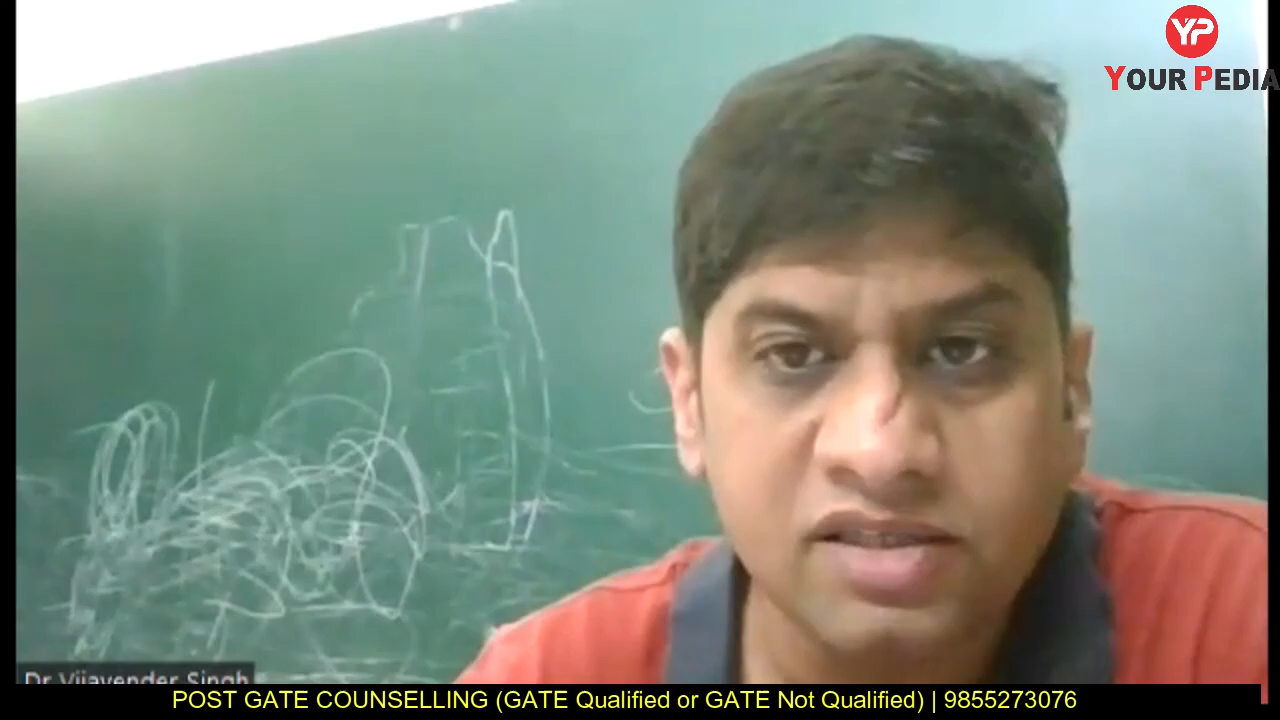 YP
YOUR PEDIA
Dr Vijayender Singh
POST GATE COUNSELLING (GATE Qualified or GATE Not Qualified) | 9855273076